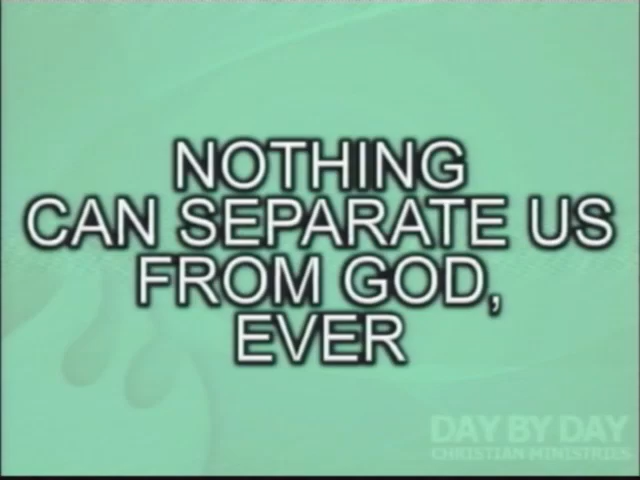 NOTHING
CAN SEPARATE US
FROM GOD,
EVER
DAY BY DAY
CHRISTIAN MINISTRIES